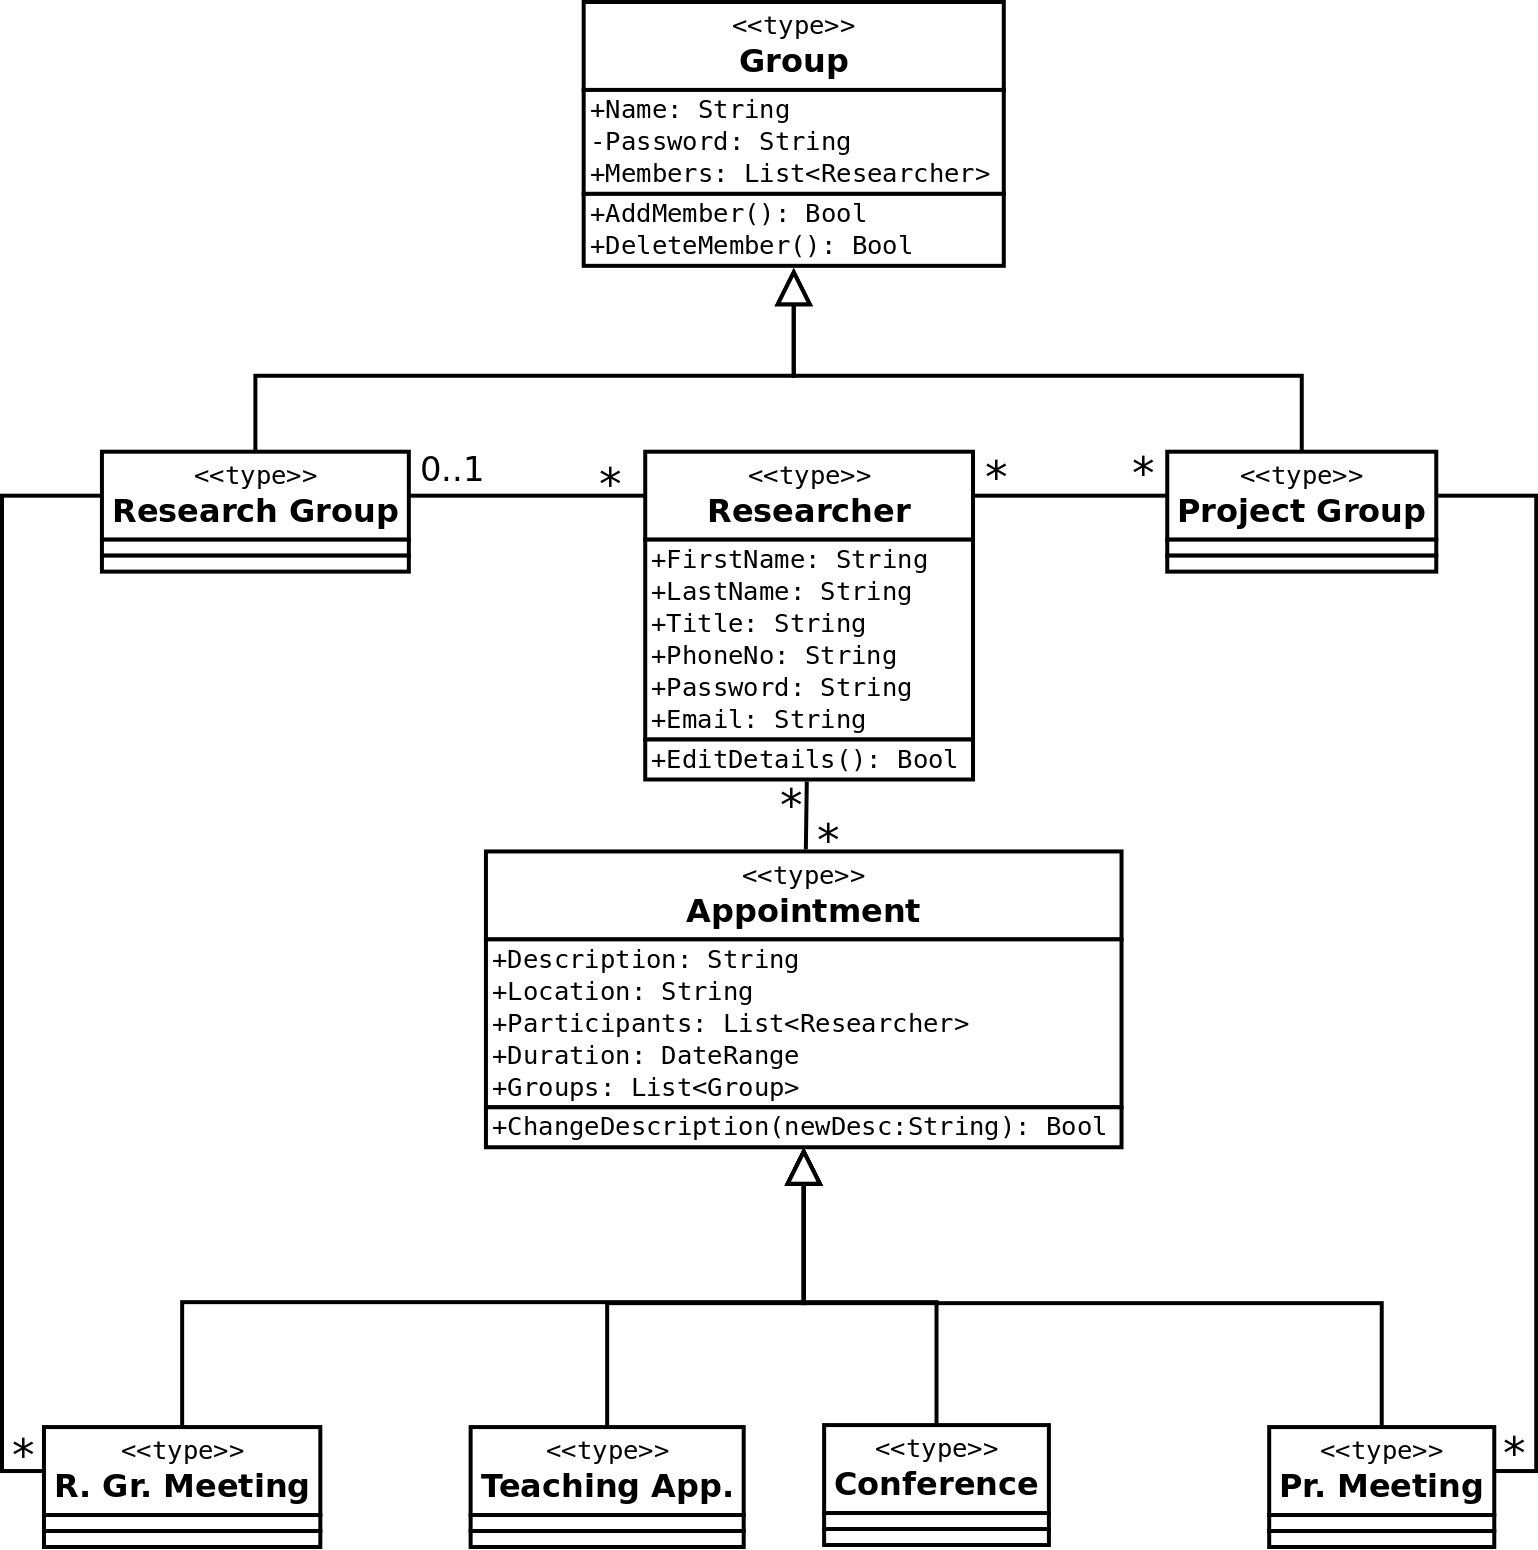 <<type>>
Group
+Name: String
-Password: String
+Members: List<Researcher>
+AddMember(): Bool
+DeleteMember(): Bool
<<type>>
Research Group
0..1
*
<<type>>
Researcher
+FirstName: String
+LastName: String
+Title: String
+PhoneNo: String
+Password: String
+Email: String
+EditDetails(): Bool
*
*
<<type>>
Project Group
*
*
<<type>>
Appointment
+Description: String
+Location: String
+Participants: List<Researcher>
+Duration: DateRange
+Groups: List<Group>
+ChangeDescription(newDesc:String): Bool
*
<<type>>
R. Gr. Meeting
<<type>>
Teaching App.
<<type>>
Conference
<<type>>
Pr. Meeting
*